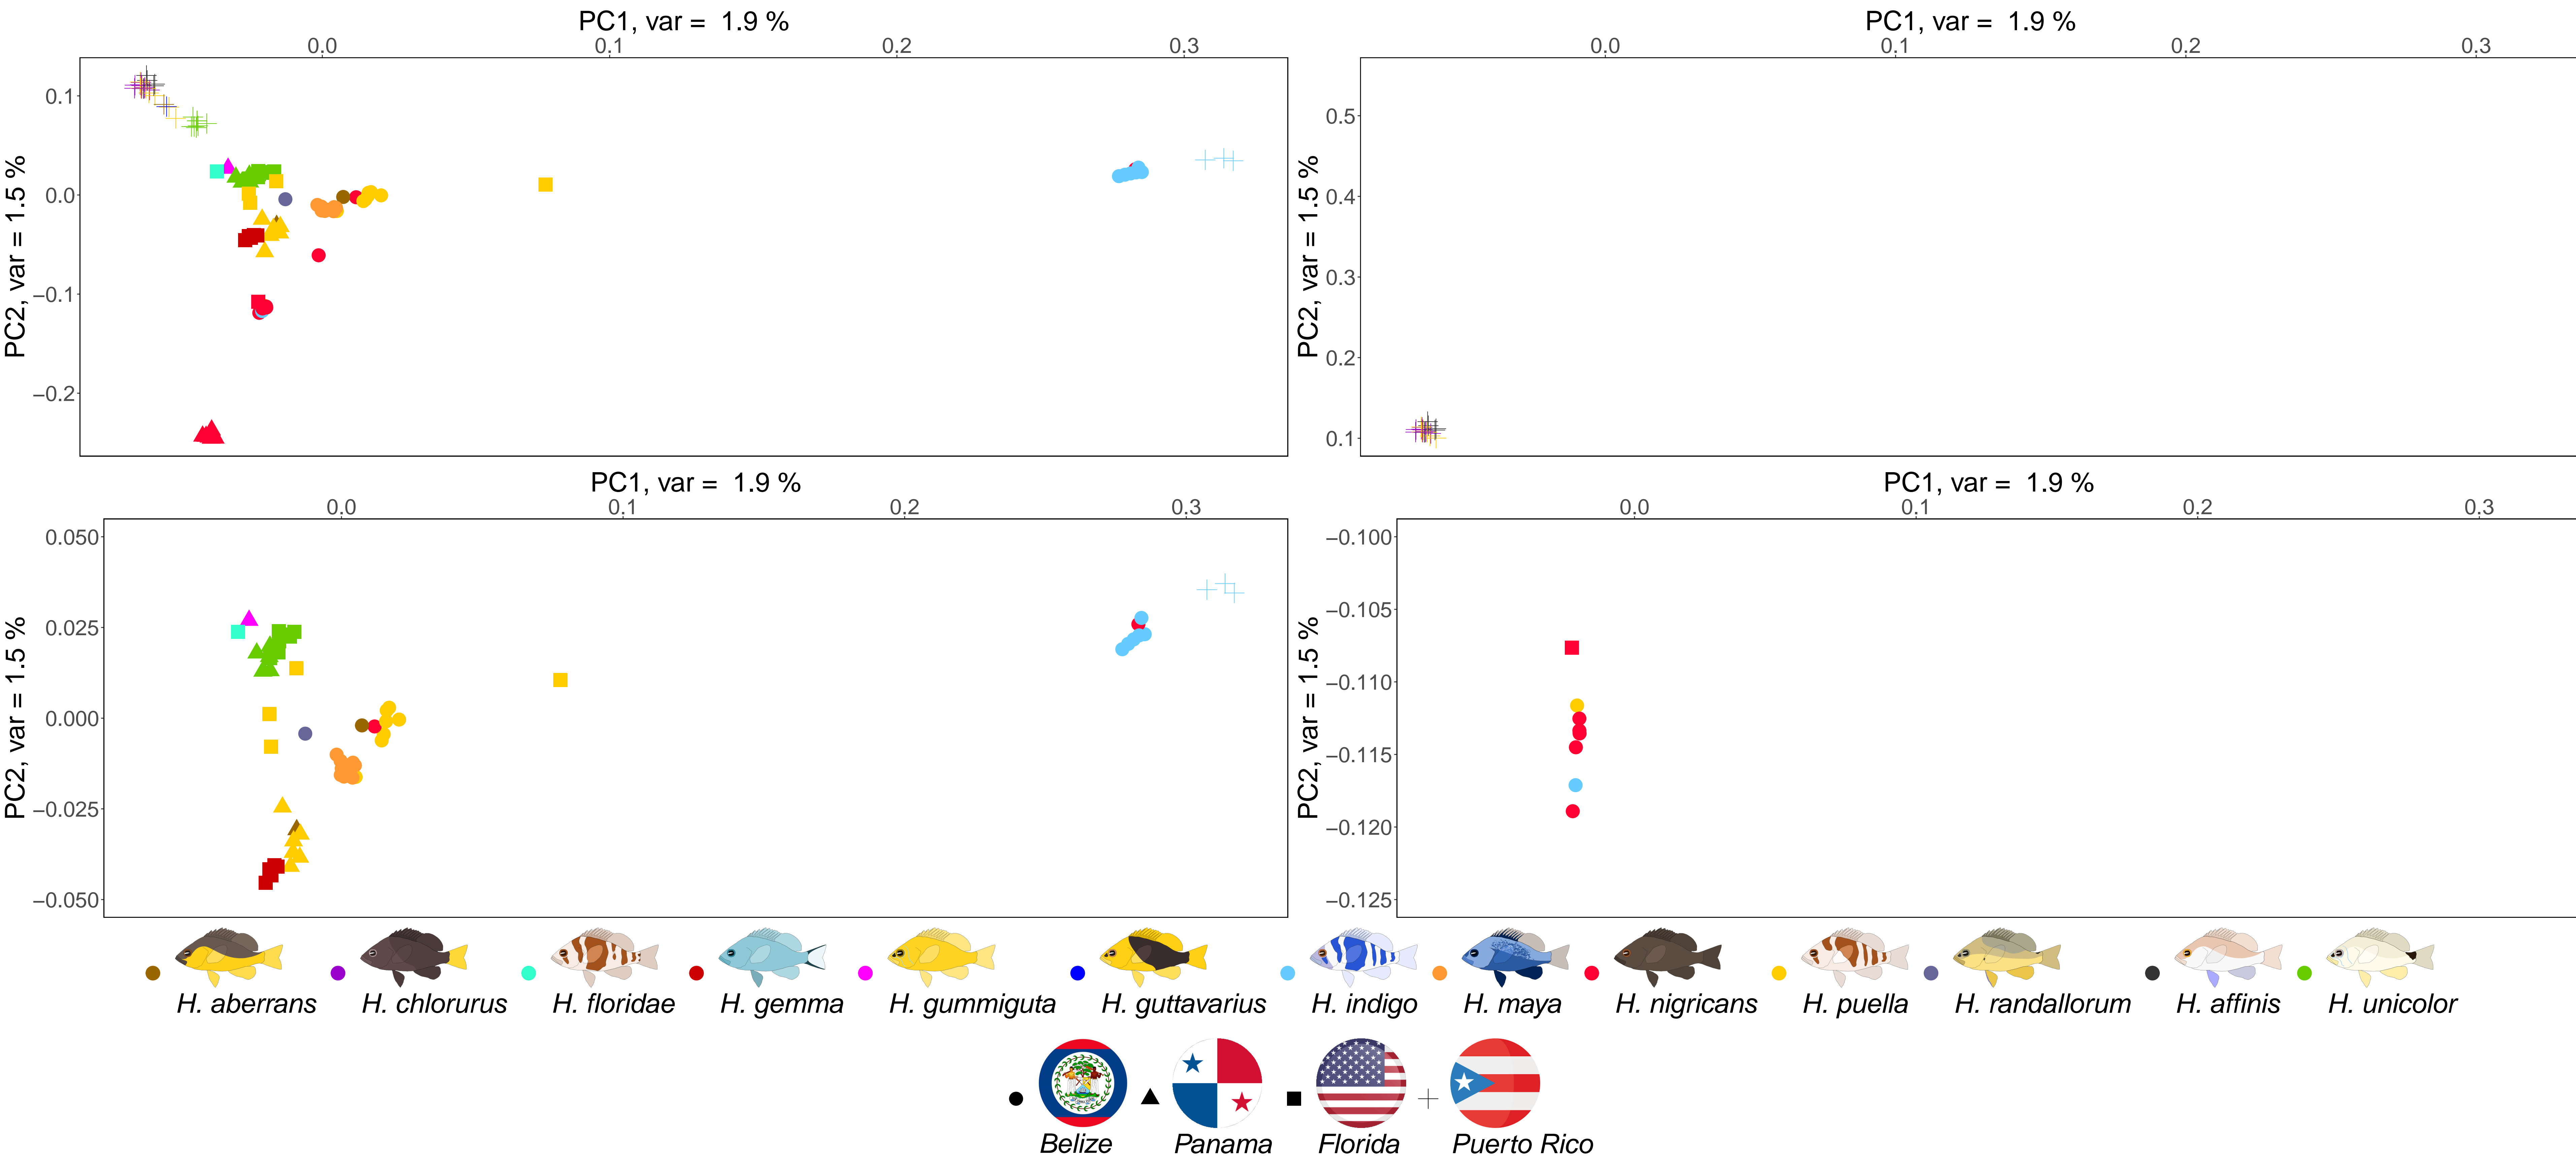 PC1, var = 1.9 %
0.0 0.1 0.2 0.3
PC2, var = 1.5 %
0.1
0.0
−0.1
−0.2
PC1, var = 1.9 %
0.0 0.1 0.2 0.3
PC2, var = 1.5 %
0.5
0.4
0.3
0.2
0.1
PC1, var = 1.9 %
0.0 0.1 0.2 0.3
PC2, var = 1.5 %
0.050
0.025
0.000
−0.025
−0.050
PC1, var = 1.9 %
0.0 0.1 0.2 0.3
PC2, var = 1.5 %
−0.100
−0.105
−0.110
−0.115
−0.120
−0.125
H. aberrans H. chlorurus H. floridae H. gemma H. gummiguta H. guttavarius H. indigo H. maya H. nigricans H. puella H. randallorum H. affinis H. unicolor
Belize Panama Florida Puerto Rico